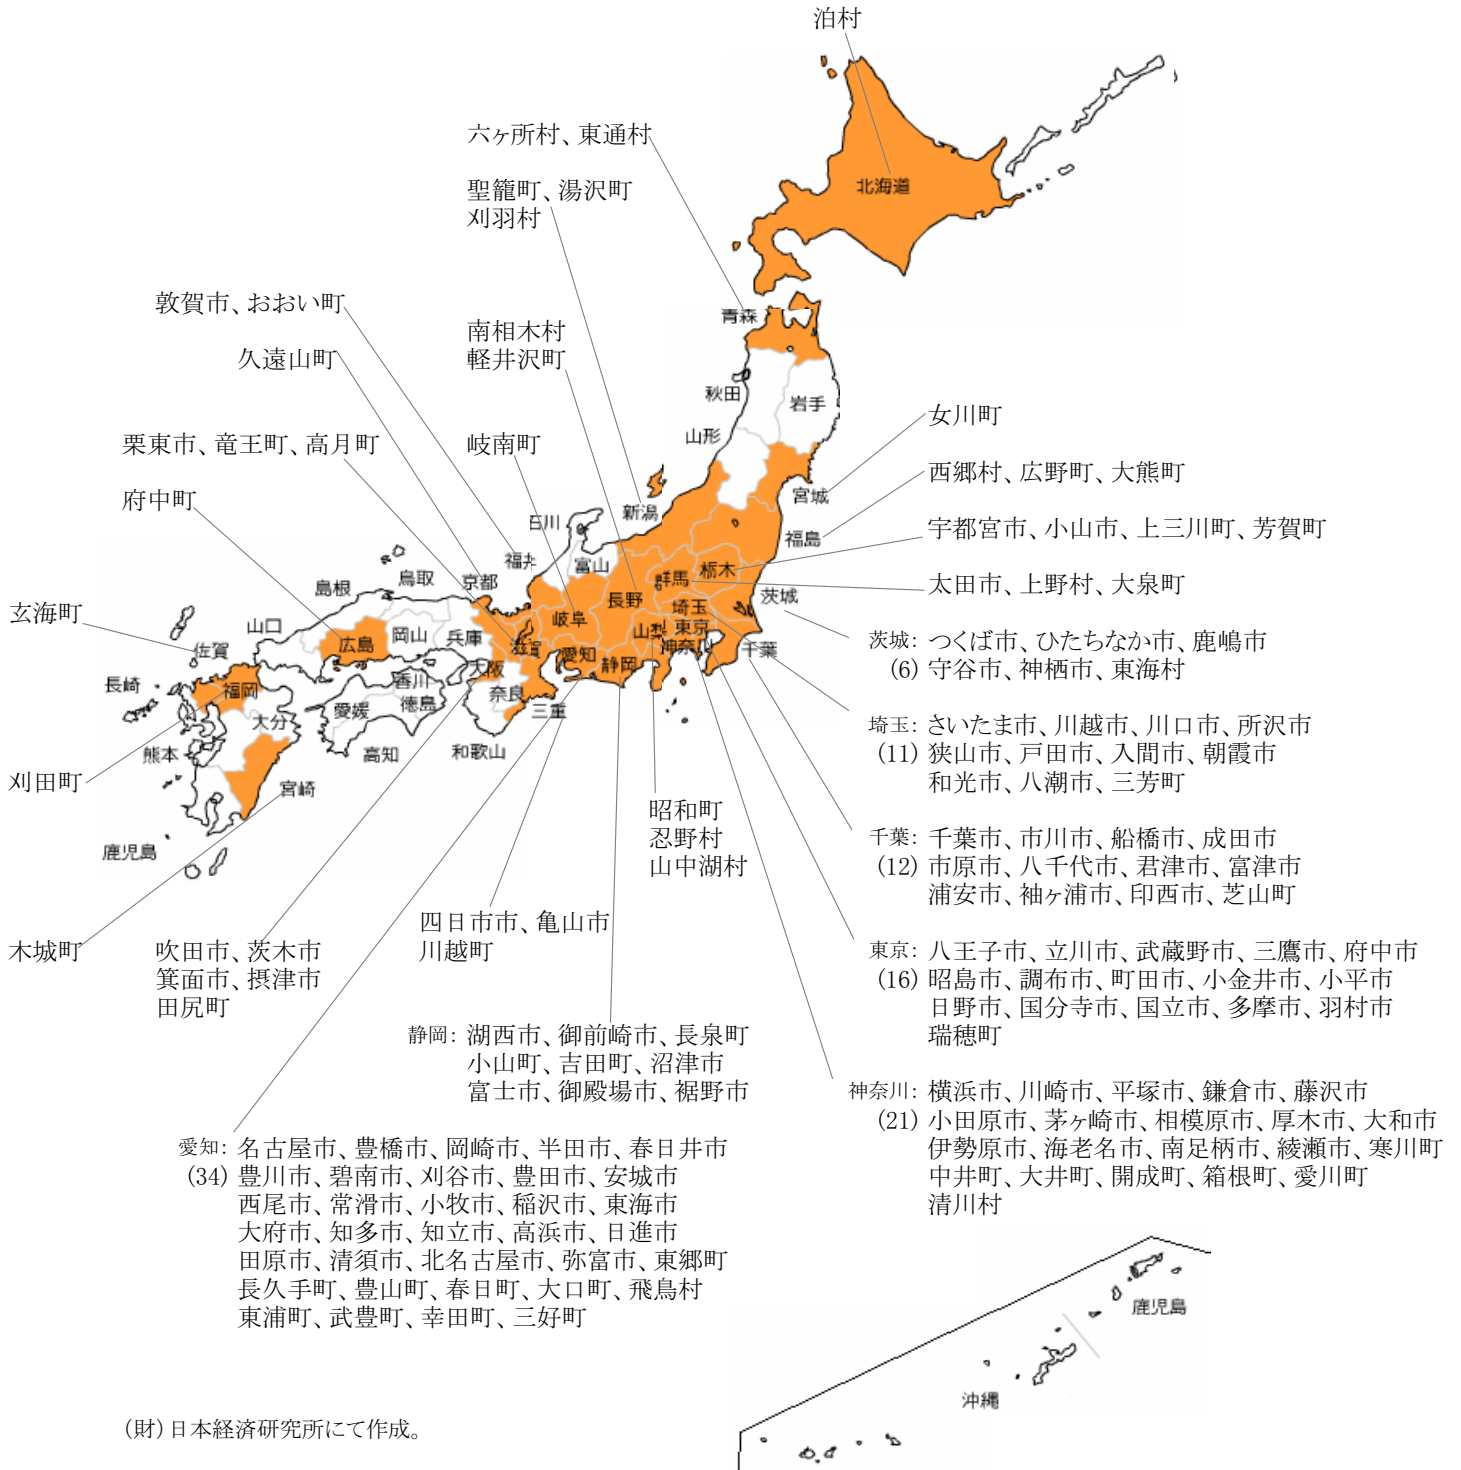 泊村
六ヶ所村、東通村
聖籠町、湯沢町
刈羽村
北海道
敦賀市、おおい町
南相木村
軽井沢町
久遠山町
青森
秋田
岩手
女川町
栗東市、竜王町、高月町
岐南町
山形
西郷村、広野町、大熊町
府中町
宮城
新潟
石川
宇都宮市、小山市、上三川町、芳賀町
福島
福井
富山
栃木
群馬
太田市、上野村、大泉町
鳥取
京都
島根
長野
茨城
玄海町
山口
岐阜
埼玉
茨城: つくば市、ひたちなか市、鹿嶋市
(6) 守谷市、神栖市、東海村
佐賀
広島
岡山
兵庫
滋賀
愛知
山梨
東京
神奈川
千葉
静岡
長崎
福岡
香川
大阪
奈良
三重
大分
愛媛
徳島
埼玉: さいたま市、川越市、川口市、所沢市
(11) 狭山市、戸田市、入間市、朝霞市
和光市、八潮市、三芳町
熊本
高知
和歌山
刈田町
宮崎
昭和町
忍野村
山中湖村
鹿児島
千葉: 千葉市、市川市、船橋市、成田市
(12) 市原市、八千代市、君津市、富津市
浦安市、袖ヶ浦市、印西市、芝山町
四日市市、亀山市
川越町
木城町
吹田市、茨木市
箕面市、摂津市
田尻町
東京: 八王子市、立川市、武蔵野市、三鷹市、府中市
(16) 昭島市、調布市、町田市、小金井市、小平市
日野市、国分寺市、国立市、多摩市、羽村市
瑞穂町
静岡: 湖西市、御前崎市、長泉町
小山町、吉田町、沼津市
富士市、御殿場市、裾野市
神奈川: 横浜市、川崎市、平塚市、鎌倉市、藤沢市
(21) 小田原市、茅ヶ崎市、相模原市、厚木市、大和市
伊勢原市、海老名市、南足柄市、綾瀬市、寒川町
中井町、大井町、開成町、箱根町、愛川町
清川村
愛知: 名古屋市、豊橋市、岡崎市、半田市、春日井市
(34) 豊川市、碧南市、刈谷市、豊田市、安城市
西尾市、常滑市、小牧市、稲沢市、東海市
大府市、知多市、知立市、高浜市、日進市
田原市、清須市、北名古屋市、弥富市、東郷町
長久手町、豊山町、春日町、大口町、飛鳥村
東浦町、武豊町、幸田町、三好町
鹿児島
沖縄
(財)日本経済研究所にて作成。